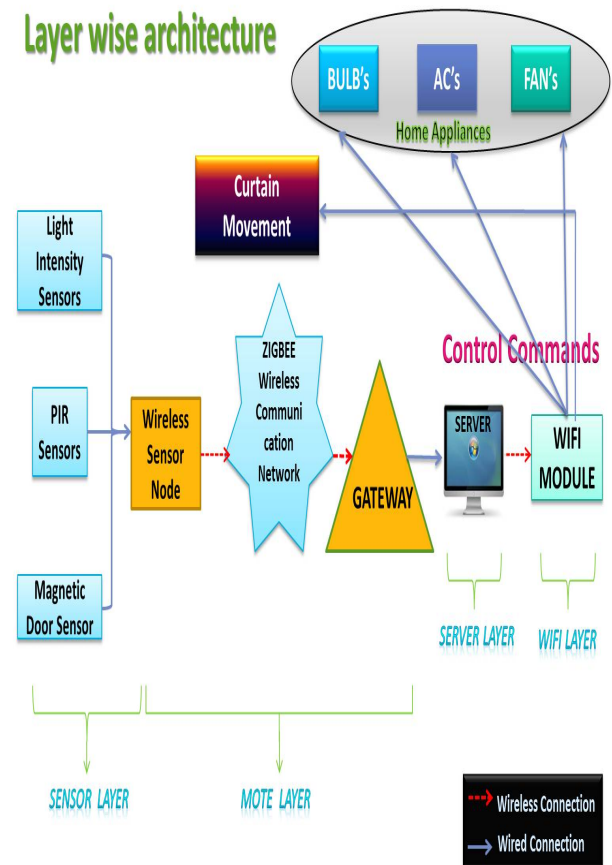 Layer wise architecture
BULB's
AC's
FAN's
Home Appliances
Curtain
Movement
Light
Intensity
Sensors
PIR
Sensors
Magnetic
Door Sensor
Wireless
Sensor
Node
ZIGBEE
Wireless
Communi
cation
Network
GATEWAY
Control Commands
SERVER
WIFI
MODULE
SERVER LAYER
WIFI LAYER
SENSOR LAYER
MOTE LAYER
Wireless Connection
Wired Connection